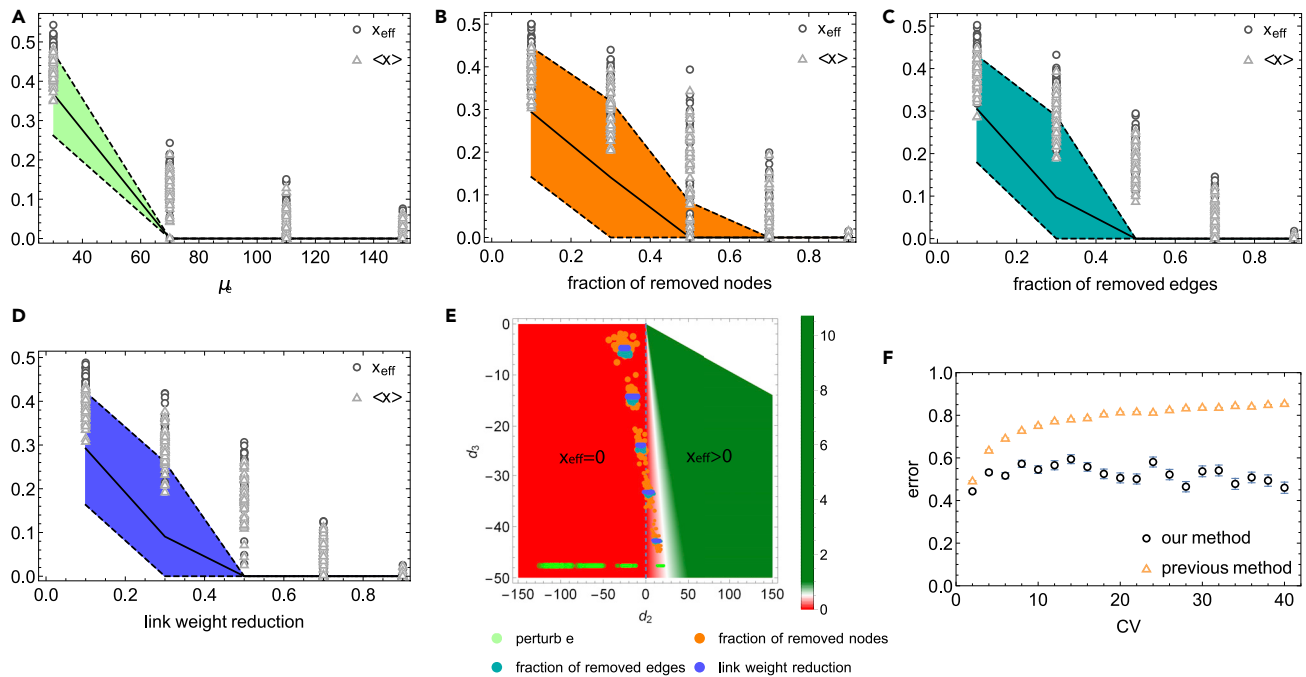 A
x_eff
<x>
0.5
0.4
0.3
0.2
0.1
0.0
40 60 80 100 120 140
μe
B
x_eff
<x>
0.5
0.4
0.3
0.2
0.1
0.0
0.0 0.2 0.4 0.6 0.8
fraction of removed nodes
C
x_eff
<x>
0.5
0.4
0.3
0.2
0.1
0.0
0.0 0.2 0.4 0.6 0.8
fraction of removed edges
D
x_eff
<x>
0.5
0.4
0.3
0.2
0.1
0.0
0.0 0.2 0.4 0.6 0.8
link weight reduction
E
0
-10
-20
-30
-40
-50
d3
x_eff=0
x_eff>0
-150 -100 -50 0 50 100 150
d2
10
8
6
4
2
0
perturb e
fraction of removed nodes
fraction of removed edges
link weight reduction
F
1.0
0.8
0.6
0.4
0.2
0.0
error
our method
previous method
0 10 20 30 40
CV